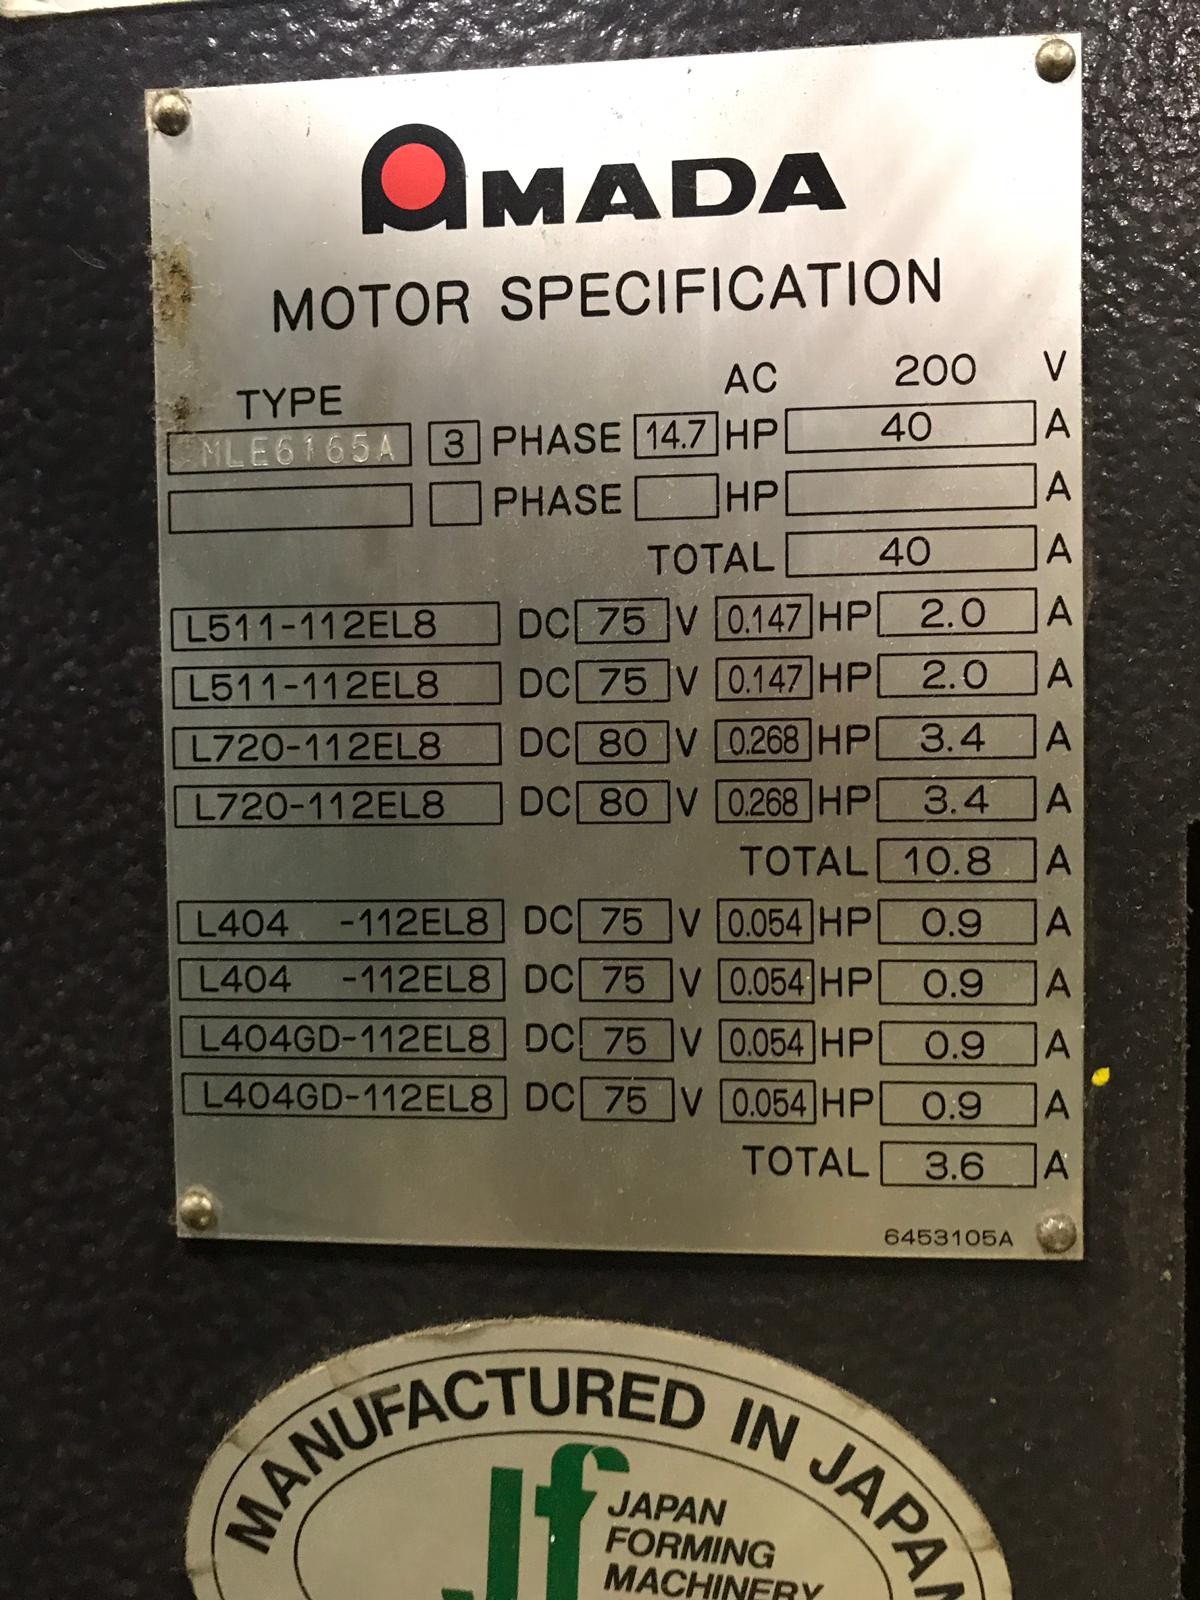 AMADA
MOTOR SPECIFICATION
TYPE AC 200 V
MLE6165A 3 PHASE 14.7 HP 40 A
PHASE HP A
TOTAL 40 A
L511-112EL8 DC 75 V 0.147 HP 2.0 A
L511-112EL8 DC 75 V 0.147 HP 2.0 A
L720-112EL8 DC 80 V 0.268 HP 3.4 A
L720-112EL8 DC 80 V 0.268 HP 3.4 A
TOTAL 10.8 A
L404 -112EL8 DC 75 V 0.054 HP 0.9 A
L404 -112EL8 DC 75 V 0.054 HP 0.9 A
L404GD-112EL8 DC 75 V 0.054 HP 0.9 A
L404GD-112EL8 DC 75 V 0.054 HP 0.9 A
TOTAL 3.6 A
6453105A
MANUFACTURED IN JAPAN
Jf
JAPAN
FORMING
MACHINERY